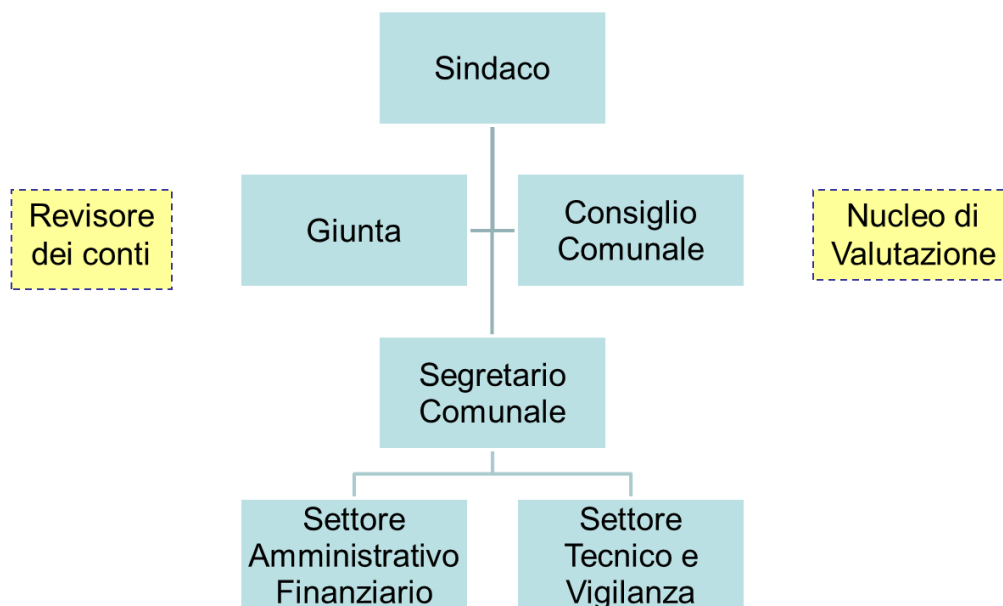 Sindaco
Revisore
dei conti
Giunta
Consiglio
Comunale
Nucleo di
Valutazione
Segretario
Comunale
Settore
Amministrativo
Finanziario
Settore
Tecnico e
Vigilanza